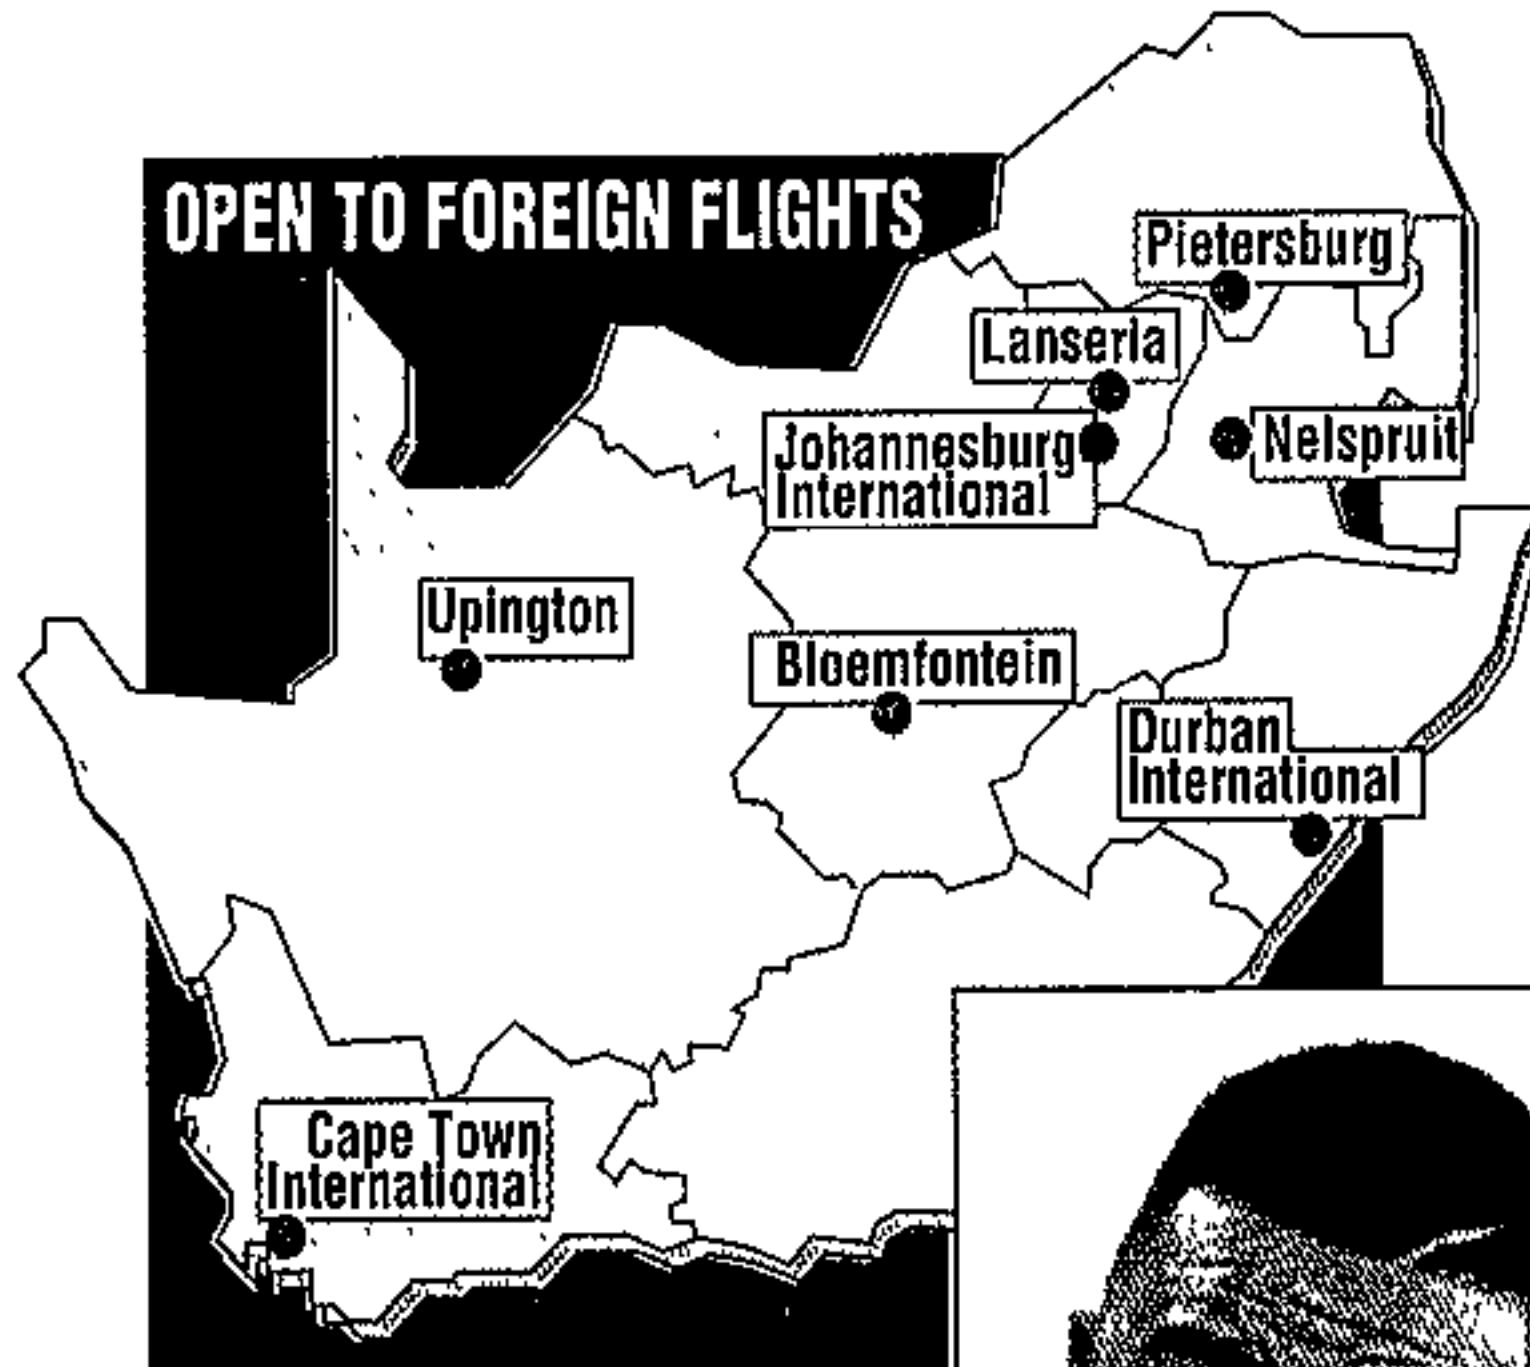 OPEN TO FOREIGN FLIGHTS
Pietersburg
Lanseria
Johannesburg
International
Nelspruit
Upington
Bloemfontein
Durban
International
Cape Town
International